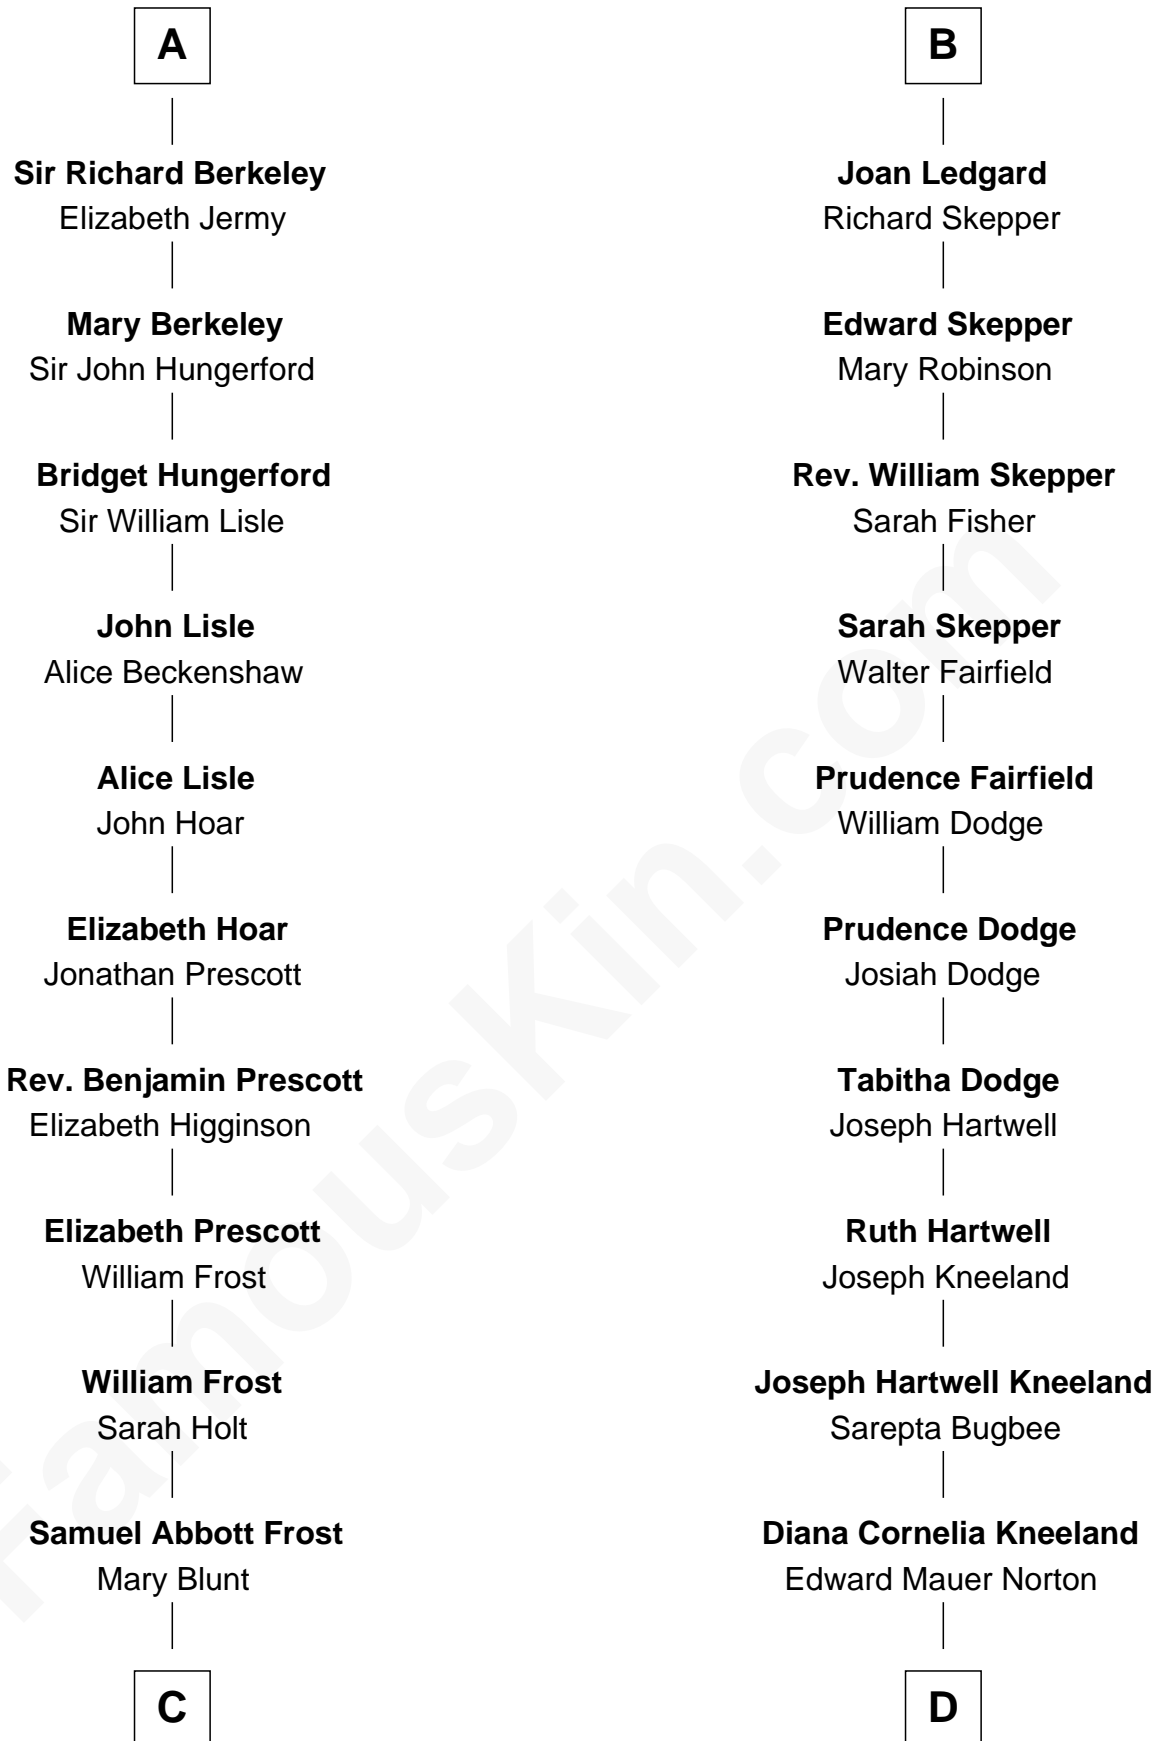 A
Sir Richard Berkeley
Elizabeth Jermy
Mary Berkeley
Sir John Hungerford
Bridget Hungerford
Sir William Lisle
John Lisle
Alice Beckenshaw
Alice Lisle
John Hoar
Elizabeth Hoar
Jonathan Prescott
Rev. Benjamin Prescott
Elizabeth Higginson
Elizabeth Prescott
William Frost
William Frost
Sarah Holt
Samuel Abbott Frost
Mary Blunt
C
B
Joan Ledgard
Richard Skepper
Edward Skepper
Mary Robinson
Rev. William Skepper
Sarah Fisher
Sarah Skepper
Walter Fairfield
Prudence Fairfield
William Dodge
Prudence Dodge
Josiah Dodge
Tabitha Dodge
Joseph Hartwell
Ruth Hartwell
Joseph Kneeland
Joseph Hartwell Kneeland
Sarepta Bugbee
Diana Cornelia Kneeland
Edward Mauer Norton
D
FamousKin.com